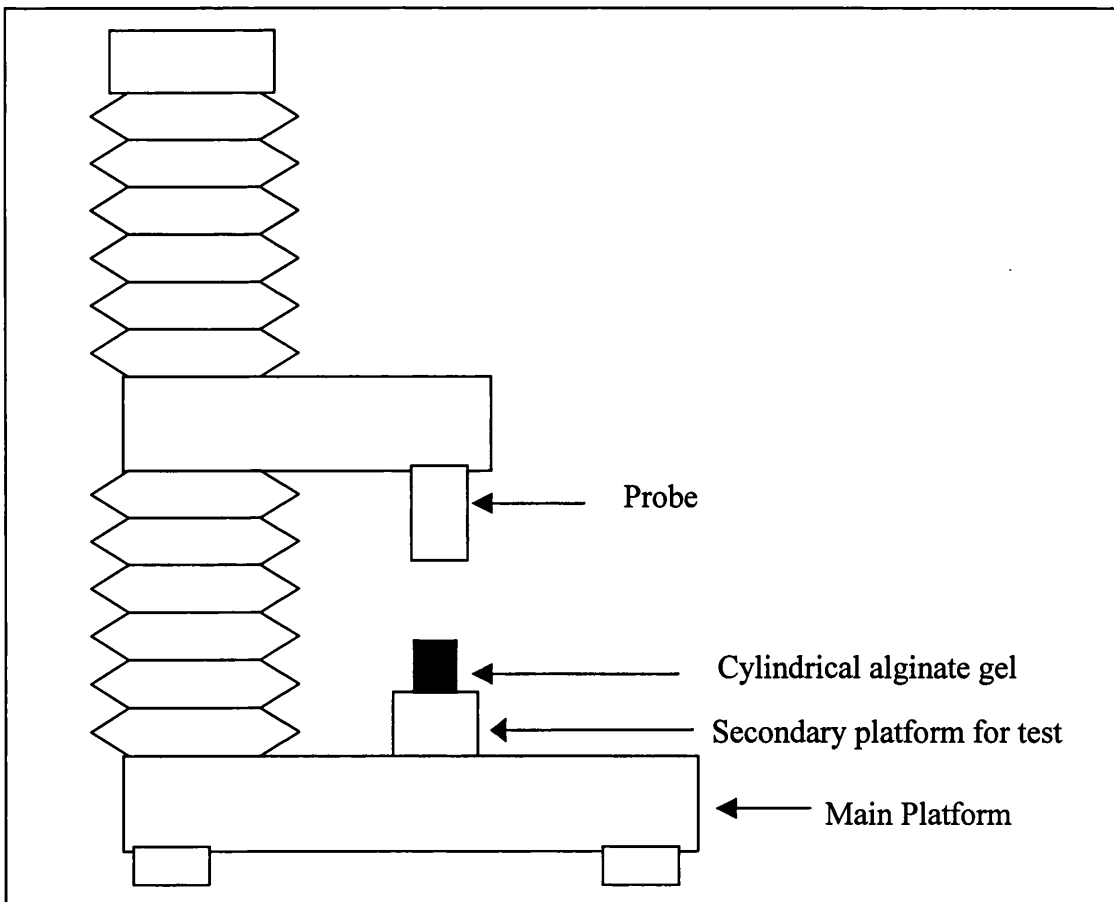 Probe
Cylindrical alginate gel
Secondary platform for test
Main Platform